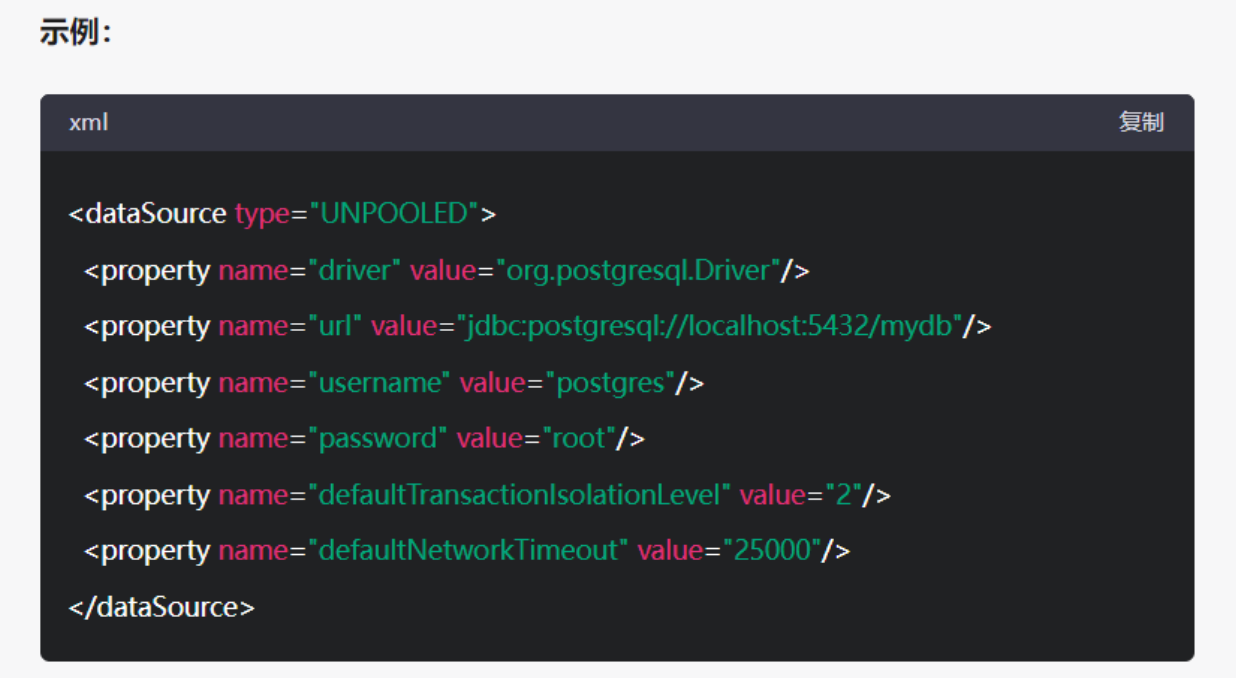 示例：
xml
复制
<dataSource type="UNPOOLED">
<property name="driver" value="org.postgresql.Driver"/>
<property name="url" value="jdbc:postgresql://localhost:5432/mydb"/>
<property name="username" value="postgres"/>
<property name="password" value="root"/>
<property name="defaultTransactionIsolationLevel" value="2"/>
<property name="defaultNetworkTimeout" value="25000"/>
</dataSource>